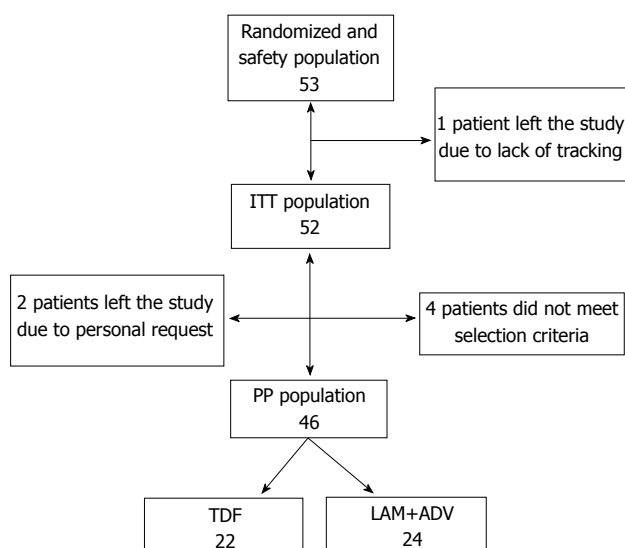 Randomized and
safety population
53
1 patient left the study
due to lack of tracking
ITT population
52
2 patients left the study
due to personal request
4 patients did not meet
selection criteria
PP population
46
TDF
22
LAM+ADV
24